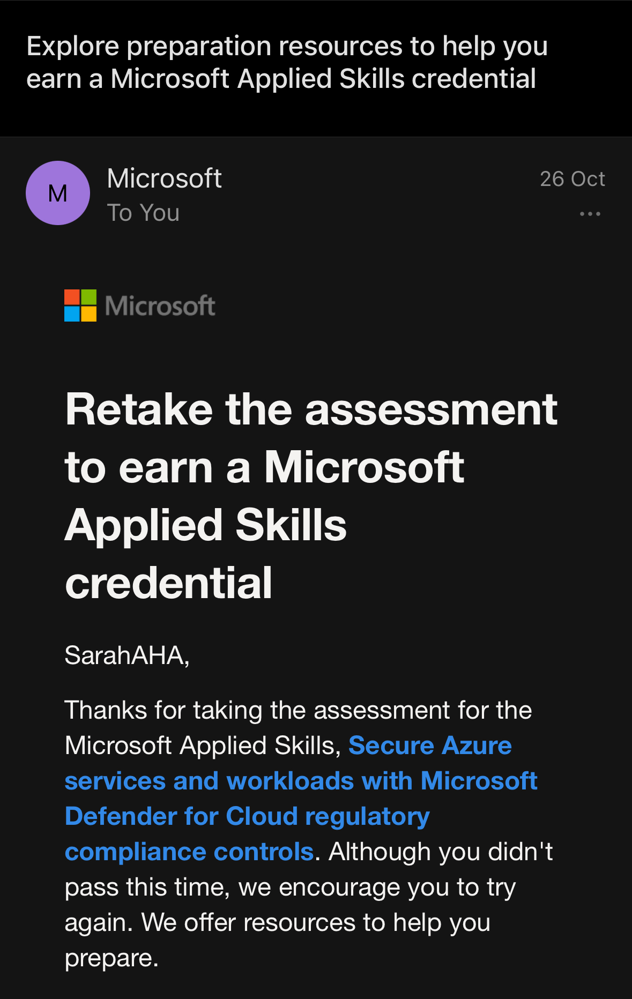 Explore preparation resources to help you
earn a Microsoft Applied Skills credential
M
Microsoft
26 Oct
To You
...
Microsoft
Retake the assessment
to earn a Microsoft
Applied Skills
credential
SarahAHA,
Thanks for taking the assessment for the
Microsoft Applied Skills, Secure Azure
services and workloads with Microsoft
Defender for Cloud regulatory
compliance controls. Although you didn't
pass this time, we encourage you to try
again. We offer resources to help you
prepare.